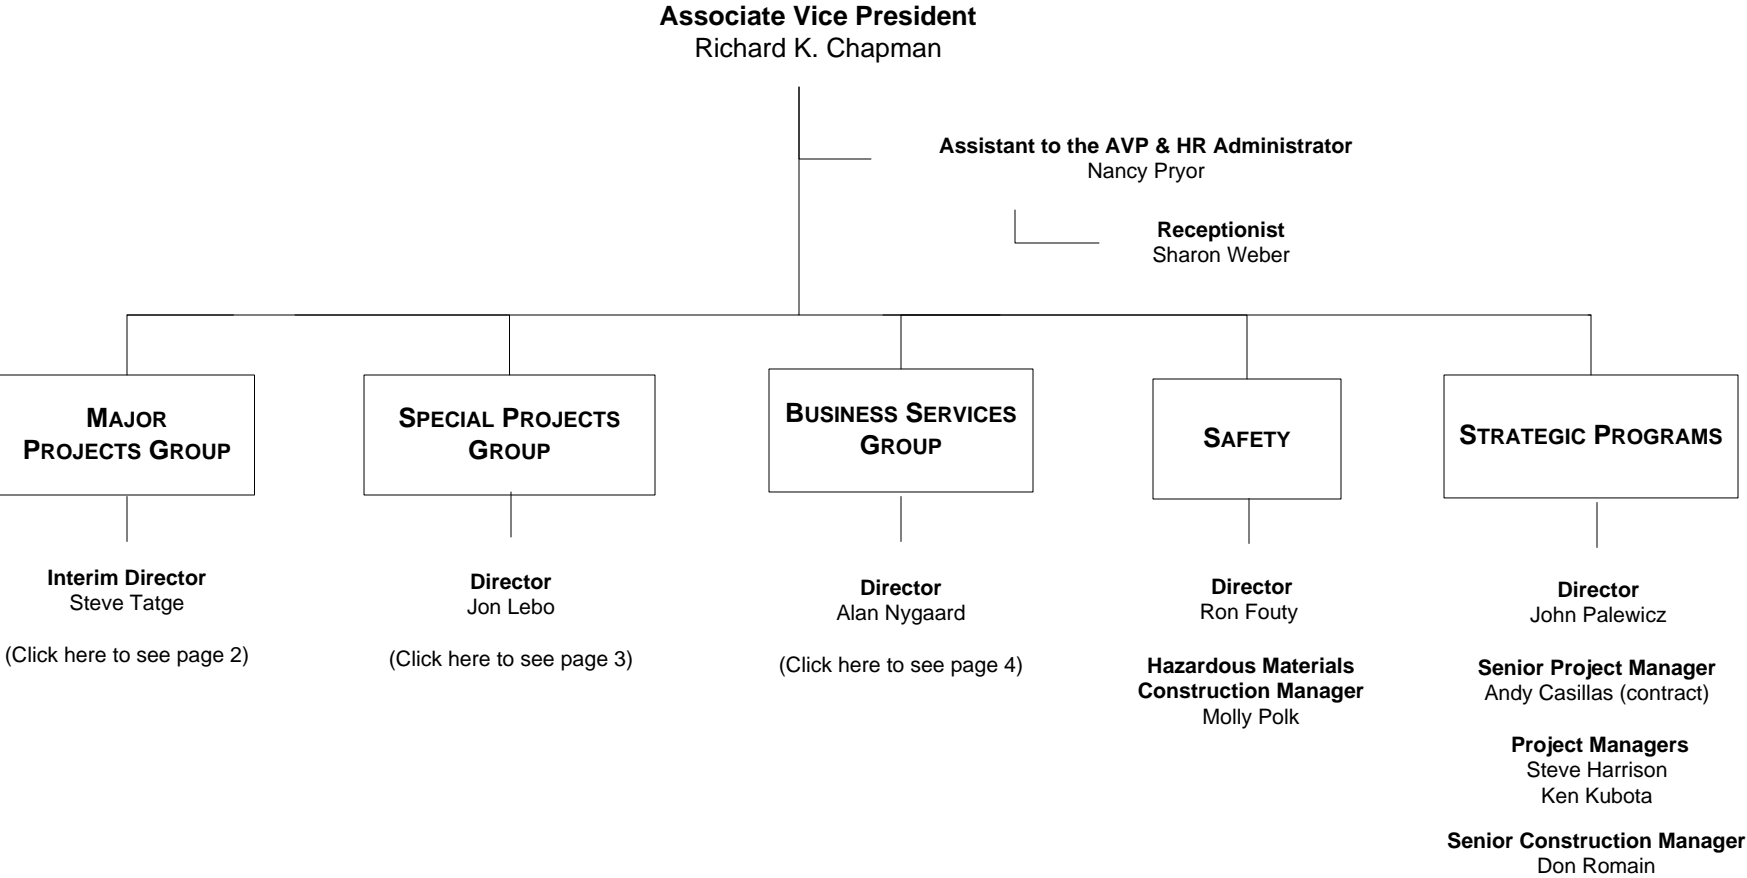 Associate Vice President
Richard K. Chapman
Assistant to the AVP & HR Administrator
Nancy Pryor
Receptionist
Sharon Weber
MAJOR
PROJECTS GROUP
Interim Director
Steve Tatge
(Click here to see page 2)
SPECIAL PROJECTS
GROUP
Director
Jon Lebo
(Click here to see page 3)
BUSINESS SERVICES
GROUP
Director
Alan Nygaard
(Click here to see page 4)
SAFETY
Director
Ron Fouty
Hazardous Materials
Construction Manager
Molly Polk
STRATEGIC PROGRAMS
Director
John Palewicz
Senior Project Manager
Andy Casillas (contract)
Project Managers
Steve Harrison
Ken Kubota
Senior Construction Manager
Don Romain